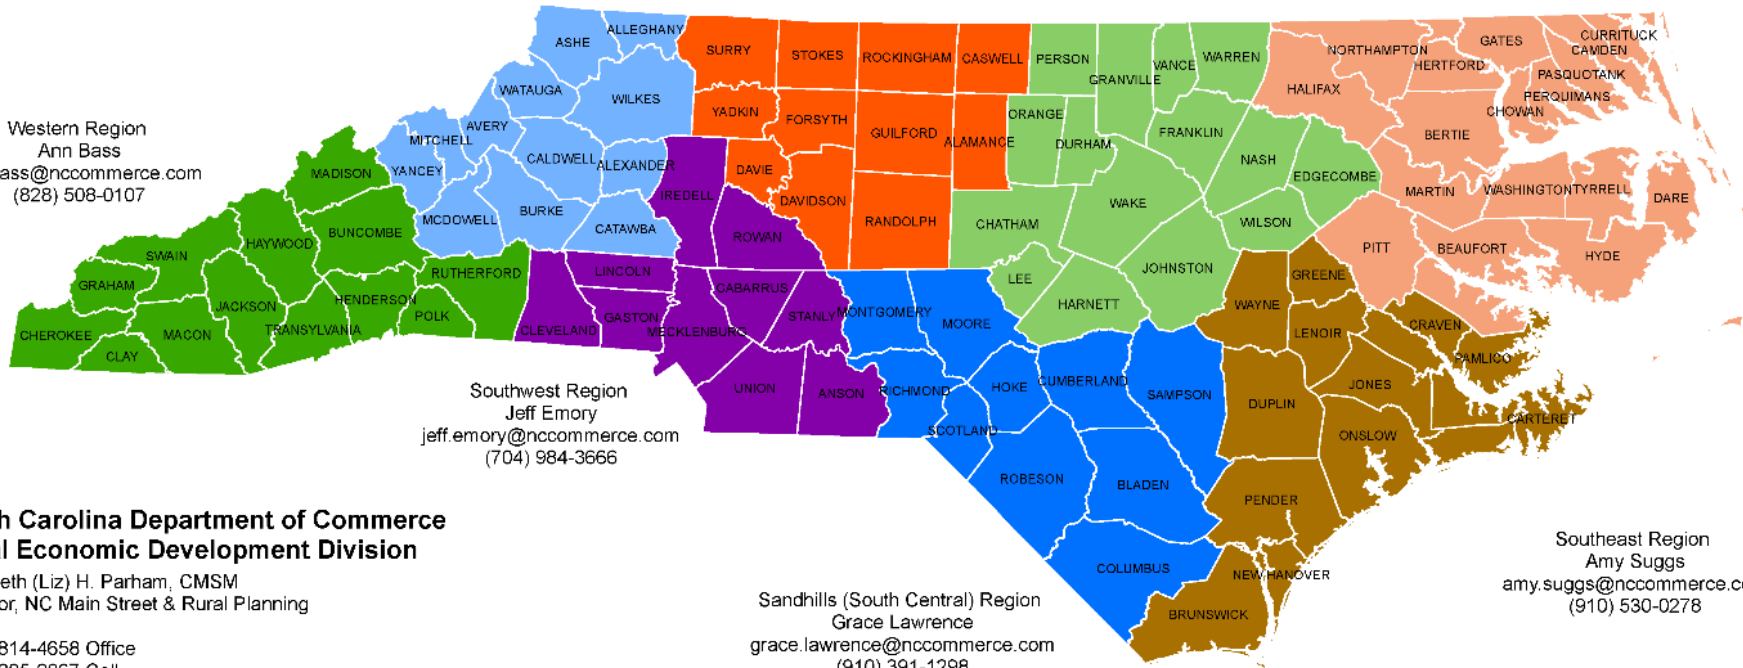 ALLEGHANY
ASHE
SURRY
STOKES
ROCKINGHAM
CASWELL
PERSON
GRANVILLE
VANCE
WARREN
NORTHAMPTON
GATES
CURRITUCK
CAMDEN
HERTFORD
PASQUOTANK
PERQUIMANS
CHOWAN
HALIFAX
WATAUGA
WILKES
YADKIN
FORSYTH
GUILFORD
ALAMANCE
ORANGE
DURHAM
FRANKLIN
NASH
EDGECOMBE
BERTIE
MITCHELL
AVERY
YANCEY
CALDWELL
ALEXANDER
IREDELL
DAVIE
DAVIDSON
RANDOLPH
CHATHAM
WAKE
WILSON
MARTIN
WASHINGTON
TYRRELL
DARE
Western Region
Ann Bass
ass@nccommerce.com
(828) 508-0107
MADISON
MCDOWELL
BURKE
CATAWBA
ROWAN
BUNCOMBE
HAYWOOD
SWAIN
GRAHAM
JACKSON
HENDERSON
RUTHERFORD
LINCOLN
CABARRUS
LEE
JOHNSTON
PITT
BEAUFORT
HYDE
CHEROKEE
CLAY
MACON
TRANSYLVANIA
POLK
CLEVELAND
GASTON
MECKLENBURG
STANLY
MONTGOMERY
MOORE
HARNETT
WAYNE
GREENE
LENOIR
CRAVEN
PAMLICO
UNION
ANSON
RICHMOND
HOKE
CUMBERLAND
SAMPSON
DUPLIN
JONES
CARTERET
SCOTLAND
ONSLOW
ROBESON
BLADEN
PENDER
COLUMBUS
NEW HANOVER
BRUNSWICK
Southwest Region
Jeff Emory
jeff.emory@nccommerce.com
(704) 984-3666
h Carolina Department of Commerce
l Economic Development Division
eth (Liz) H. Parham, CMSM
or, NC Main Street & Rural Planning
814-4658 Office
Sandhills (South Central) Region
Grace Lawrence
grace.lawrence@nccommerce.com
(910) 391-1298
Southeast Region
Amy Suggs
amy.suggs@nccommerce.c
(910) 530-0278